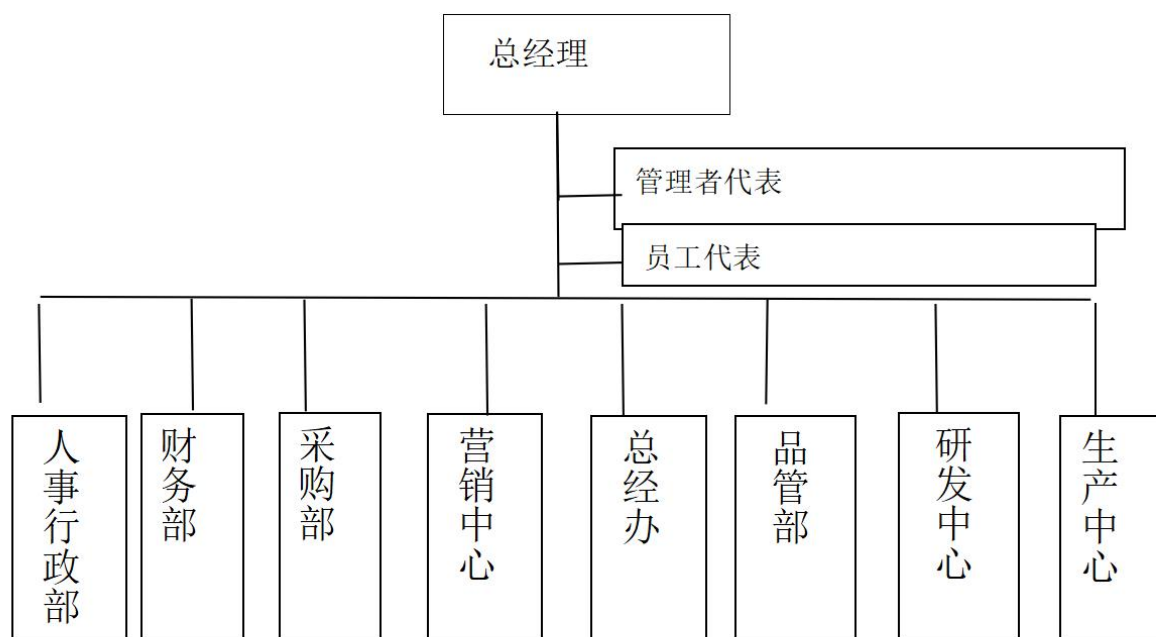 总经理
管理者代表
员工代表
人事行政部
财务部
采购部
营销中心
总经办
品管部
研发中心
生产中心